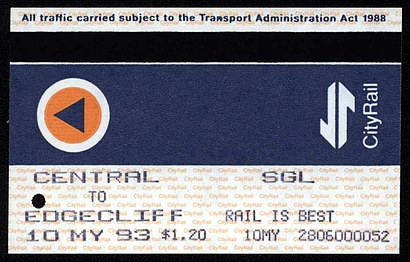 All traffic carried subject to the Transport Administration Act 1988
CityRail
CENTRAL SGL
TO
EDGECLIFF RAIL IS BEST
10 MY 93 $1.20 10MY 2806000052